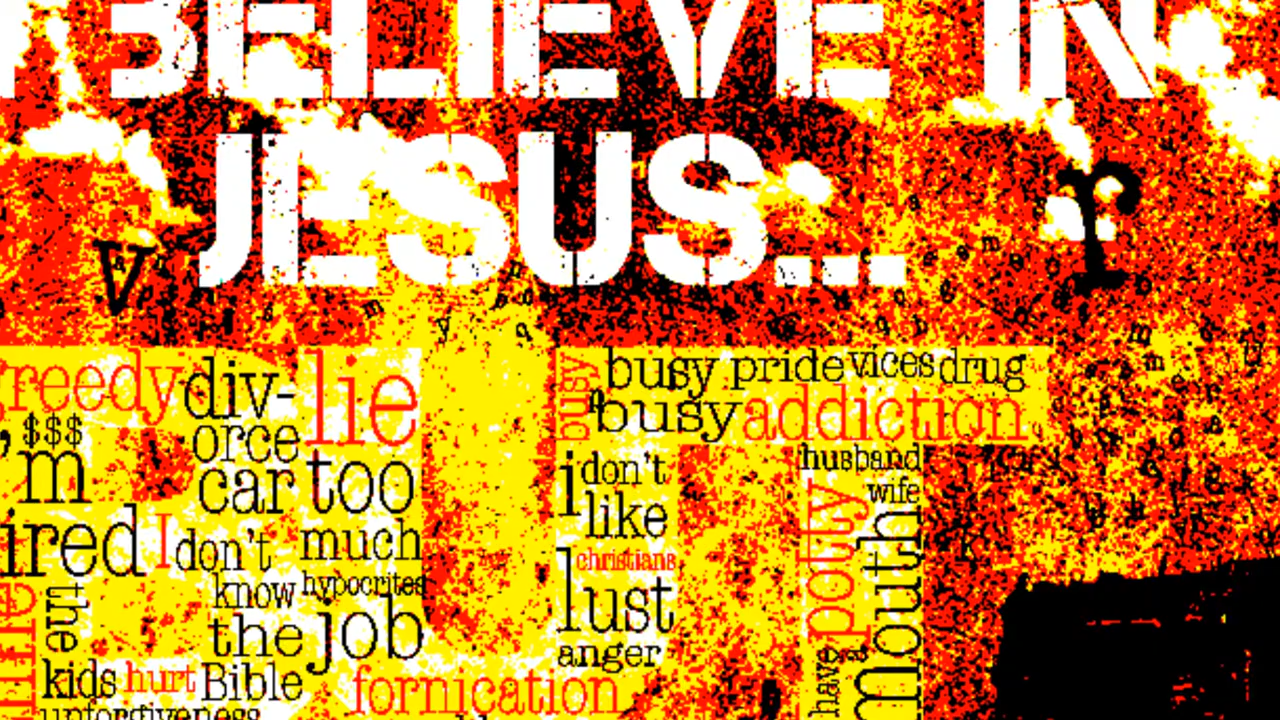 BELIEVE IN
JESUS...
r
V
reedy
$$$
'm
ired
I
the
kids hurt Bible
div-
orce
car
don't
know
the
lie
too
much
hypocrites
job
unforgiveness
fornication
busy
busy pride vices drug
a busy addiction
i don't
like
christians
lust
anger
husband
wife
have a potty
mouth